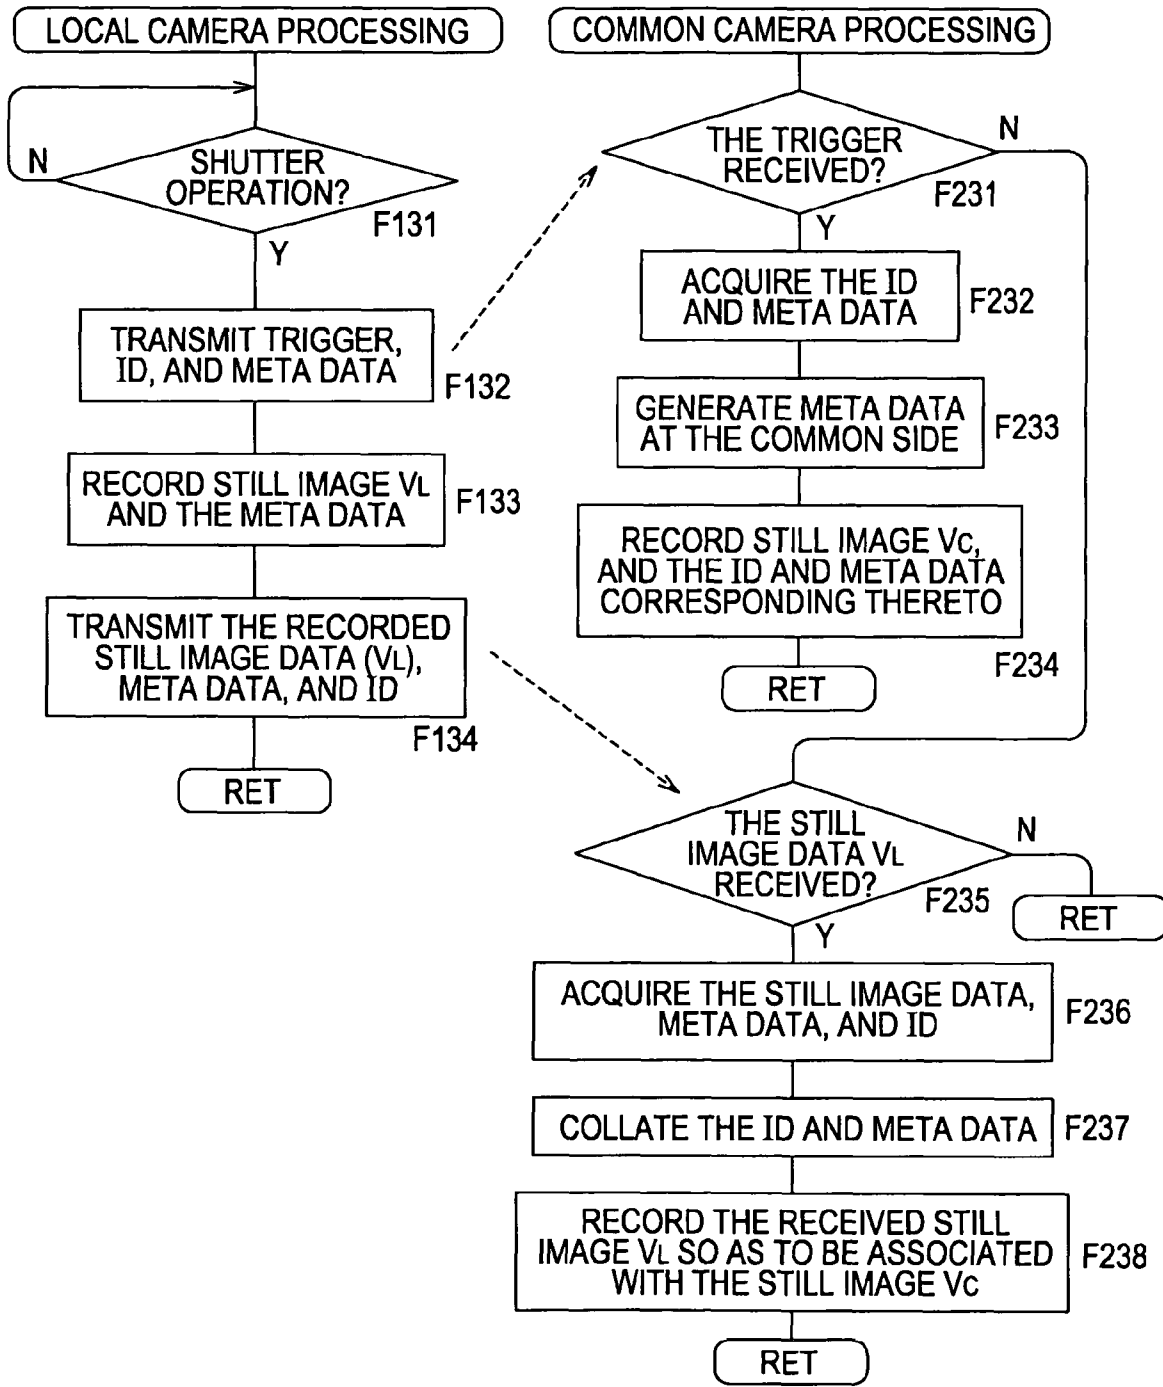 LOCAL CAMERA PROCESSING
N
SHUTTER
OPERATION?
F131
Y
TRANSMIT TRIGGER,
ID, AND META DATA
F132
RECORD STILL IMAGE VL
AND THE META DATA
F133
TRANSMIT THE RECORDED
STILL IMAGE DATA (VL),
META DATA, AND ID
F134
RET
COMMON CAMERA PROCESSING
THE TRIGGER
RECEIVED?
N
F231
Y
ACQUIRE THE ID
AND META DATA
F232
GENERATE META DATA
AT THE COMMON SIDE
F233
RECORD STILL IMAGE VC,
AND THE ID AND META DATA
CORRESPONDING THERETO
F234
RET
THE STILL
IMAGE DATA VL
RECEIVED?
N
F235
RET
Y
ACQUIRE THE STILL IMAGE DATA,
META DATA, AND ID
F236
COLLATE THE ID AND META DATA
F237
RECORD THE RECEIVED STILL
IMAGE VL SO AS TO BE ASSOCIATED
WITH THE STILL IMAGE VC
F238
RET